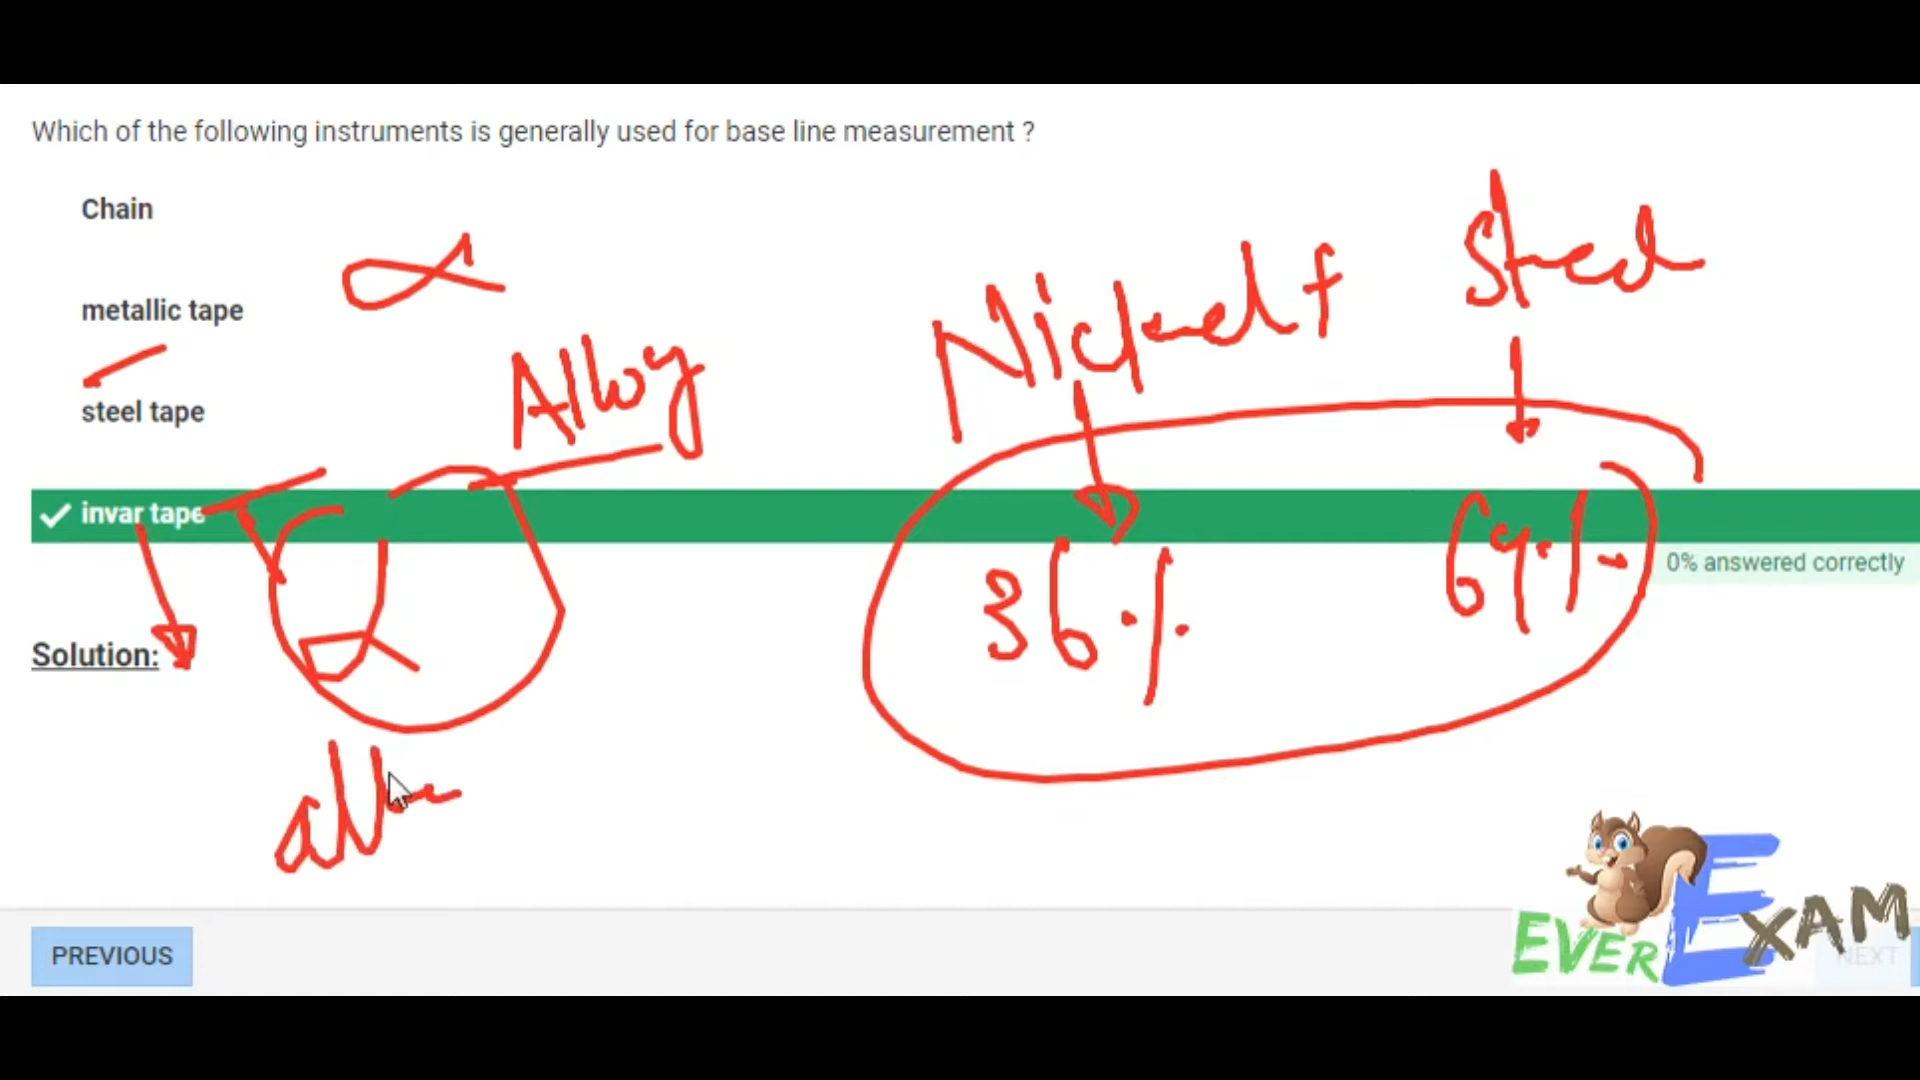 Which of the following instruments is generally used for base line measurement ?
Chain
metallic tape
steel tape
invar tape
α
Alloy
Nickel +
Steel
36%
64%
0% answered correctly
Solution:
α
PREVIOUS
EVER EXAM
NEXT